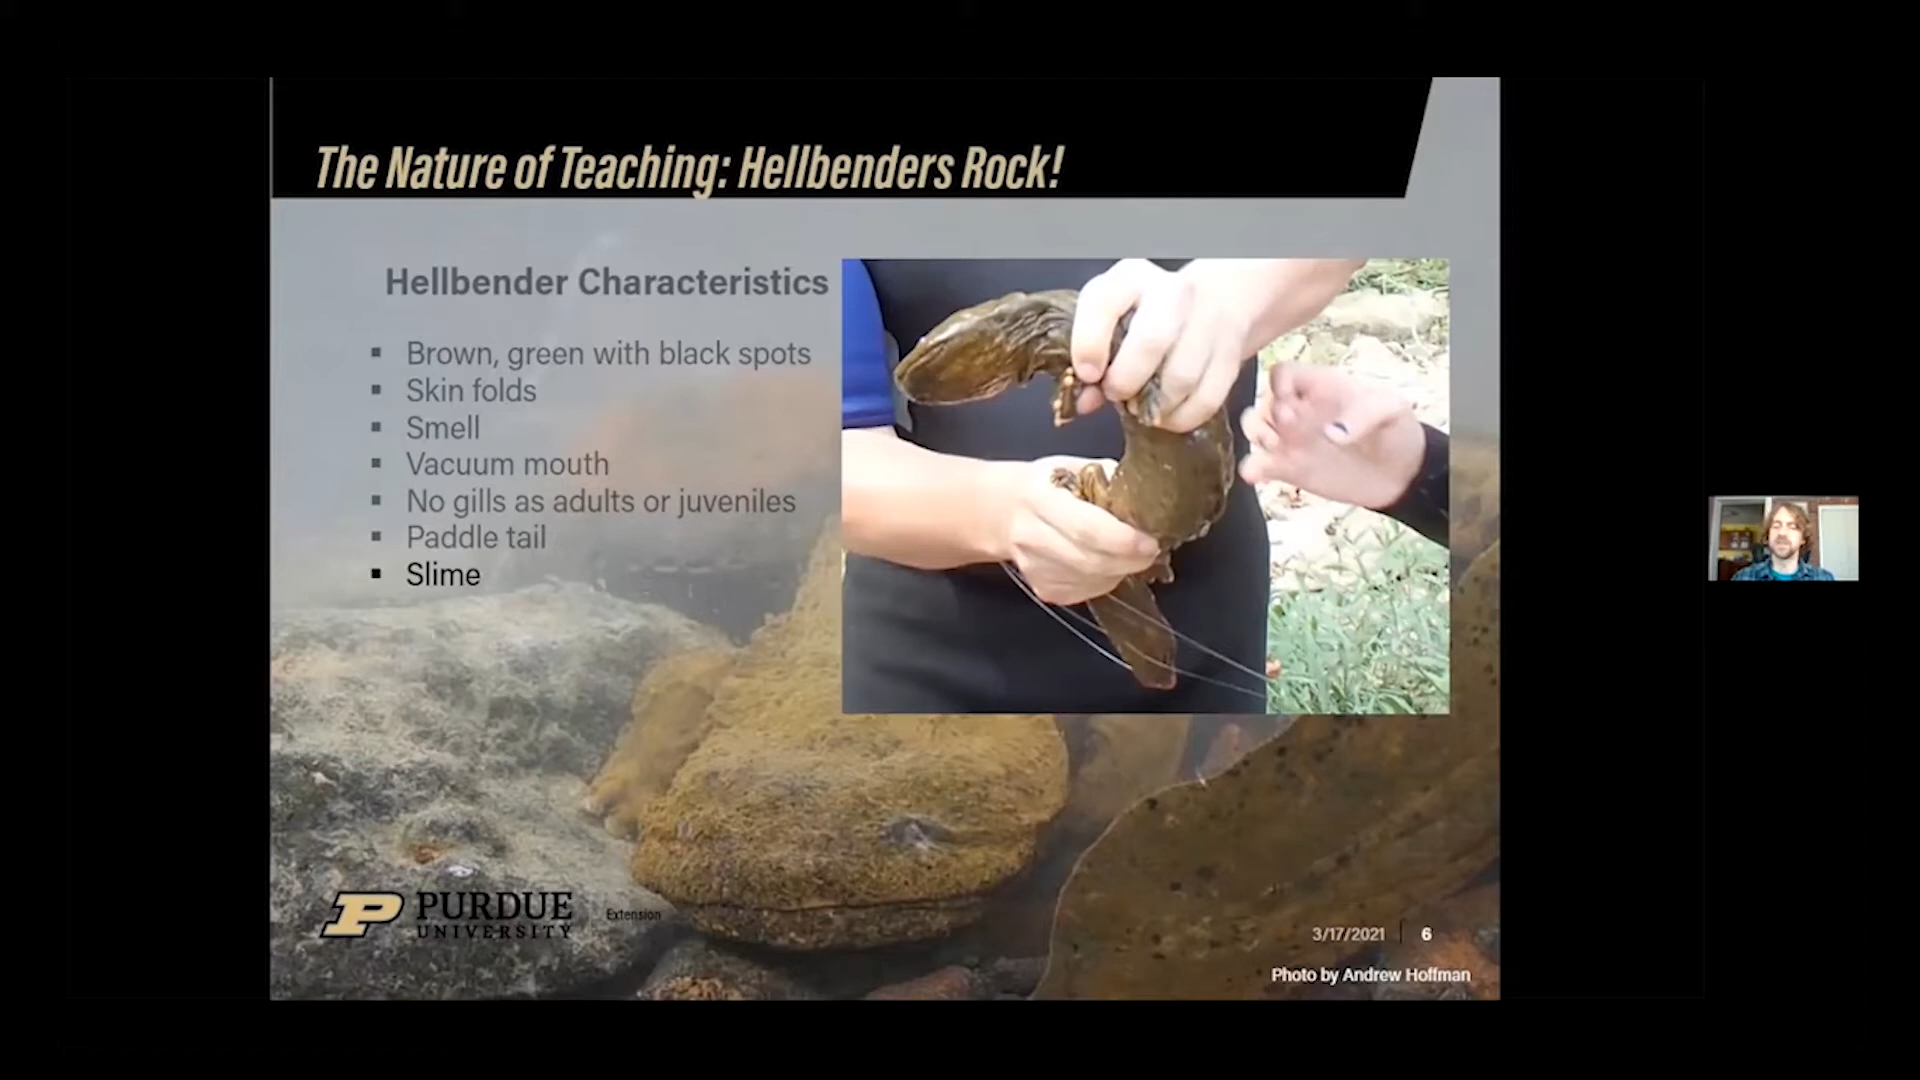 The Nature of Teaching: Hellbenders Rock!
Hellbender Characteristics
▪ Brown, green with black spots
▪ Skin folds
▪ Smell
▪ Vacuum mouth
▪ No gills as adults or juveniles
▪ Paddle tail
▪ Slime
PURDUE
UNIVERSITY
Extension
3/17/2021 | 6
Photo by Andrew Hoffman